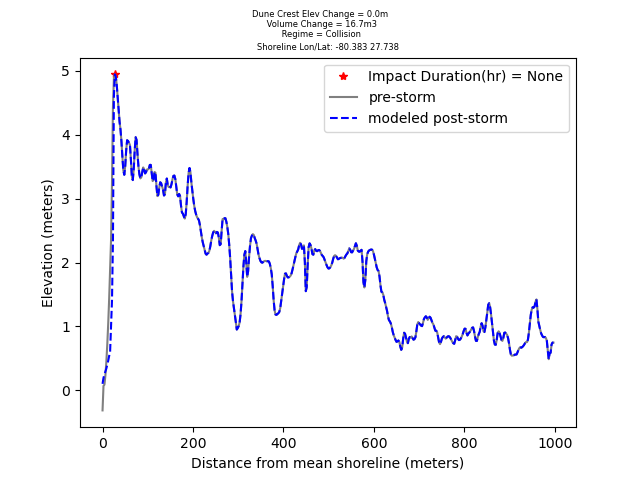 Dune Crest Elev Change = 0.0m
Volume Change = 16.7m3
Regime = Collision
Shoreline Lon/Lat: -80.383 27.738
Impact Duration(hr) = None
pre-storm
modeled post-storm
Elevation (meters)
5
4
3
2
1
0
0 200 400 600 800 1000
Distance from mean shoreline (meters)